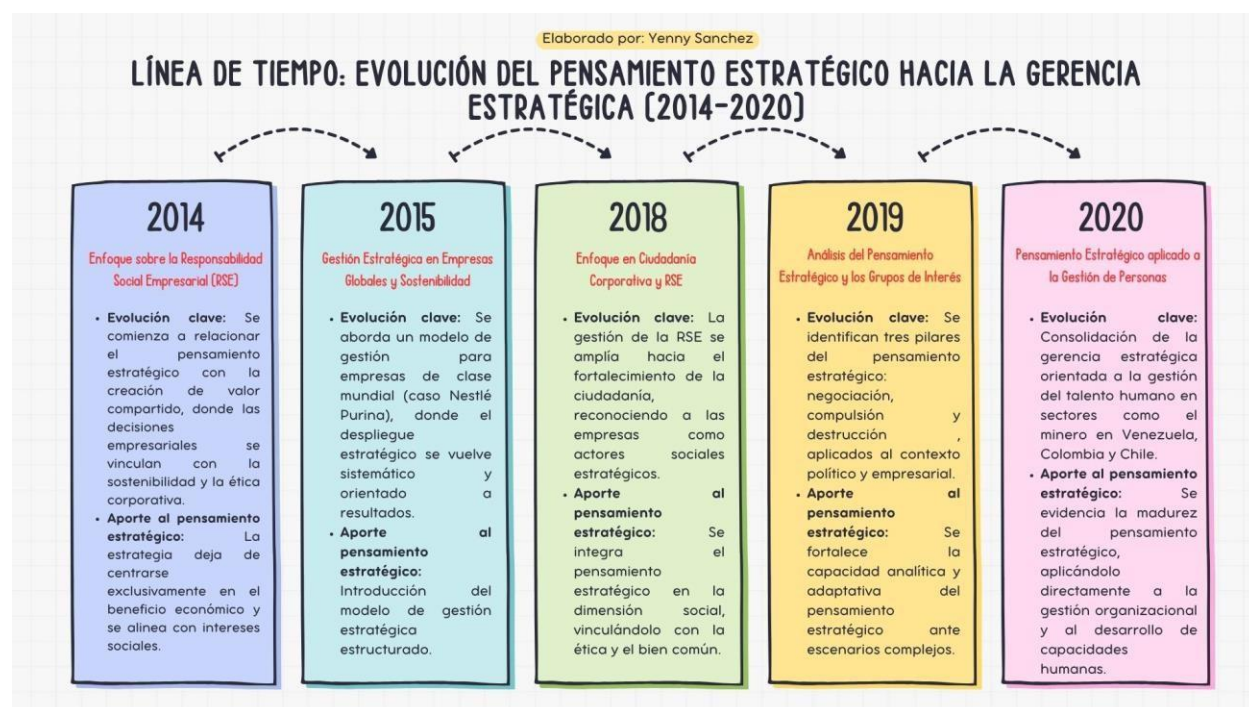 Elaborado por: Yenny Sanchez
LÍNEA DE TIEMPO: EVOLUCIÓN DEL PENSAMIENTO ESTRATÉGICO HACIA LA GERENCIA
ESTRATÉGICA (2014-2020)
2014
Enfoque sobre la Responsabilidad
Social Empresarial (RSE)
• Evolución clave: Se
comienza a relacionar
el pensamiento
estratégico con la
creación de valor
compartido, donde las
decisiones
empresariales se
vinculan con la
sostenibilidad y la ética
corporativa.
• Aporte al pensamiento
estratégico: La
estrategia deja de
centrarse
exclusivamente en el
beneficio económico y
se alinea con intereses
sociales.
2015
Gestión Estratégica en Empresas
Globales y Sostenibilidad
• Evolución clave: Se
aborda un modelo de
gestión para
empresas de clase
mundial (caso Nestlé
Purina), donde el
despliegue
estratégico se vuelve
sistemático y
orientado a
resultados.
• Aporte al
pensamiento
estratégico:
Introducción del
modelo de gestión
estratégica
estructurado.
2018
Enfoque en Ciudadanía
Corporativa y RSE
• Evolución clave: La
gestión de la RSE se
amplía hacia el
fortalecimiento de la
ciudadanía,
reconociendo a las
empresas como
actores sociales
estratégicos.
• Aporte al
pensamiento
estratégico: Se
integra el
pensamiento
estratégico en la
dimensión social,
vinculándolo con la
ética y el bien común.
2019
Análisis del Pensamiento
Estratégico y los Grupos de Interés
• Evolución clave: Se
identifican tres pilares
del pensamiento
estratégico:
negociación,
compulsión y
destrucción ,
aplicados al contexto
político y empresarial.
• Aporte al
pensamiento
estratégico: Se
fortalece la
capacidad analítica y
adaptativa del
pensamiento
estratégico ante
escenarios complejos.
2020
Pensamiento Estratégico aplicado a
la Gestión de Personas
• Evolución clave:
Consolidación de la
gerencia estratégica
orientada a la gestión
del talento humano en
sectores como el
minero en Venezuela,
Colombia y Chile.
• Aporte al pensamiento
estratégico: Se
evidencia la madurez
del pensamiento
estratégico,
aplicándolo
directamente a la
gestión organizacional
y al desarrollo de
capacidades
humanas.